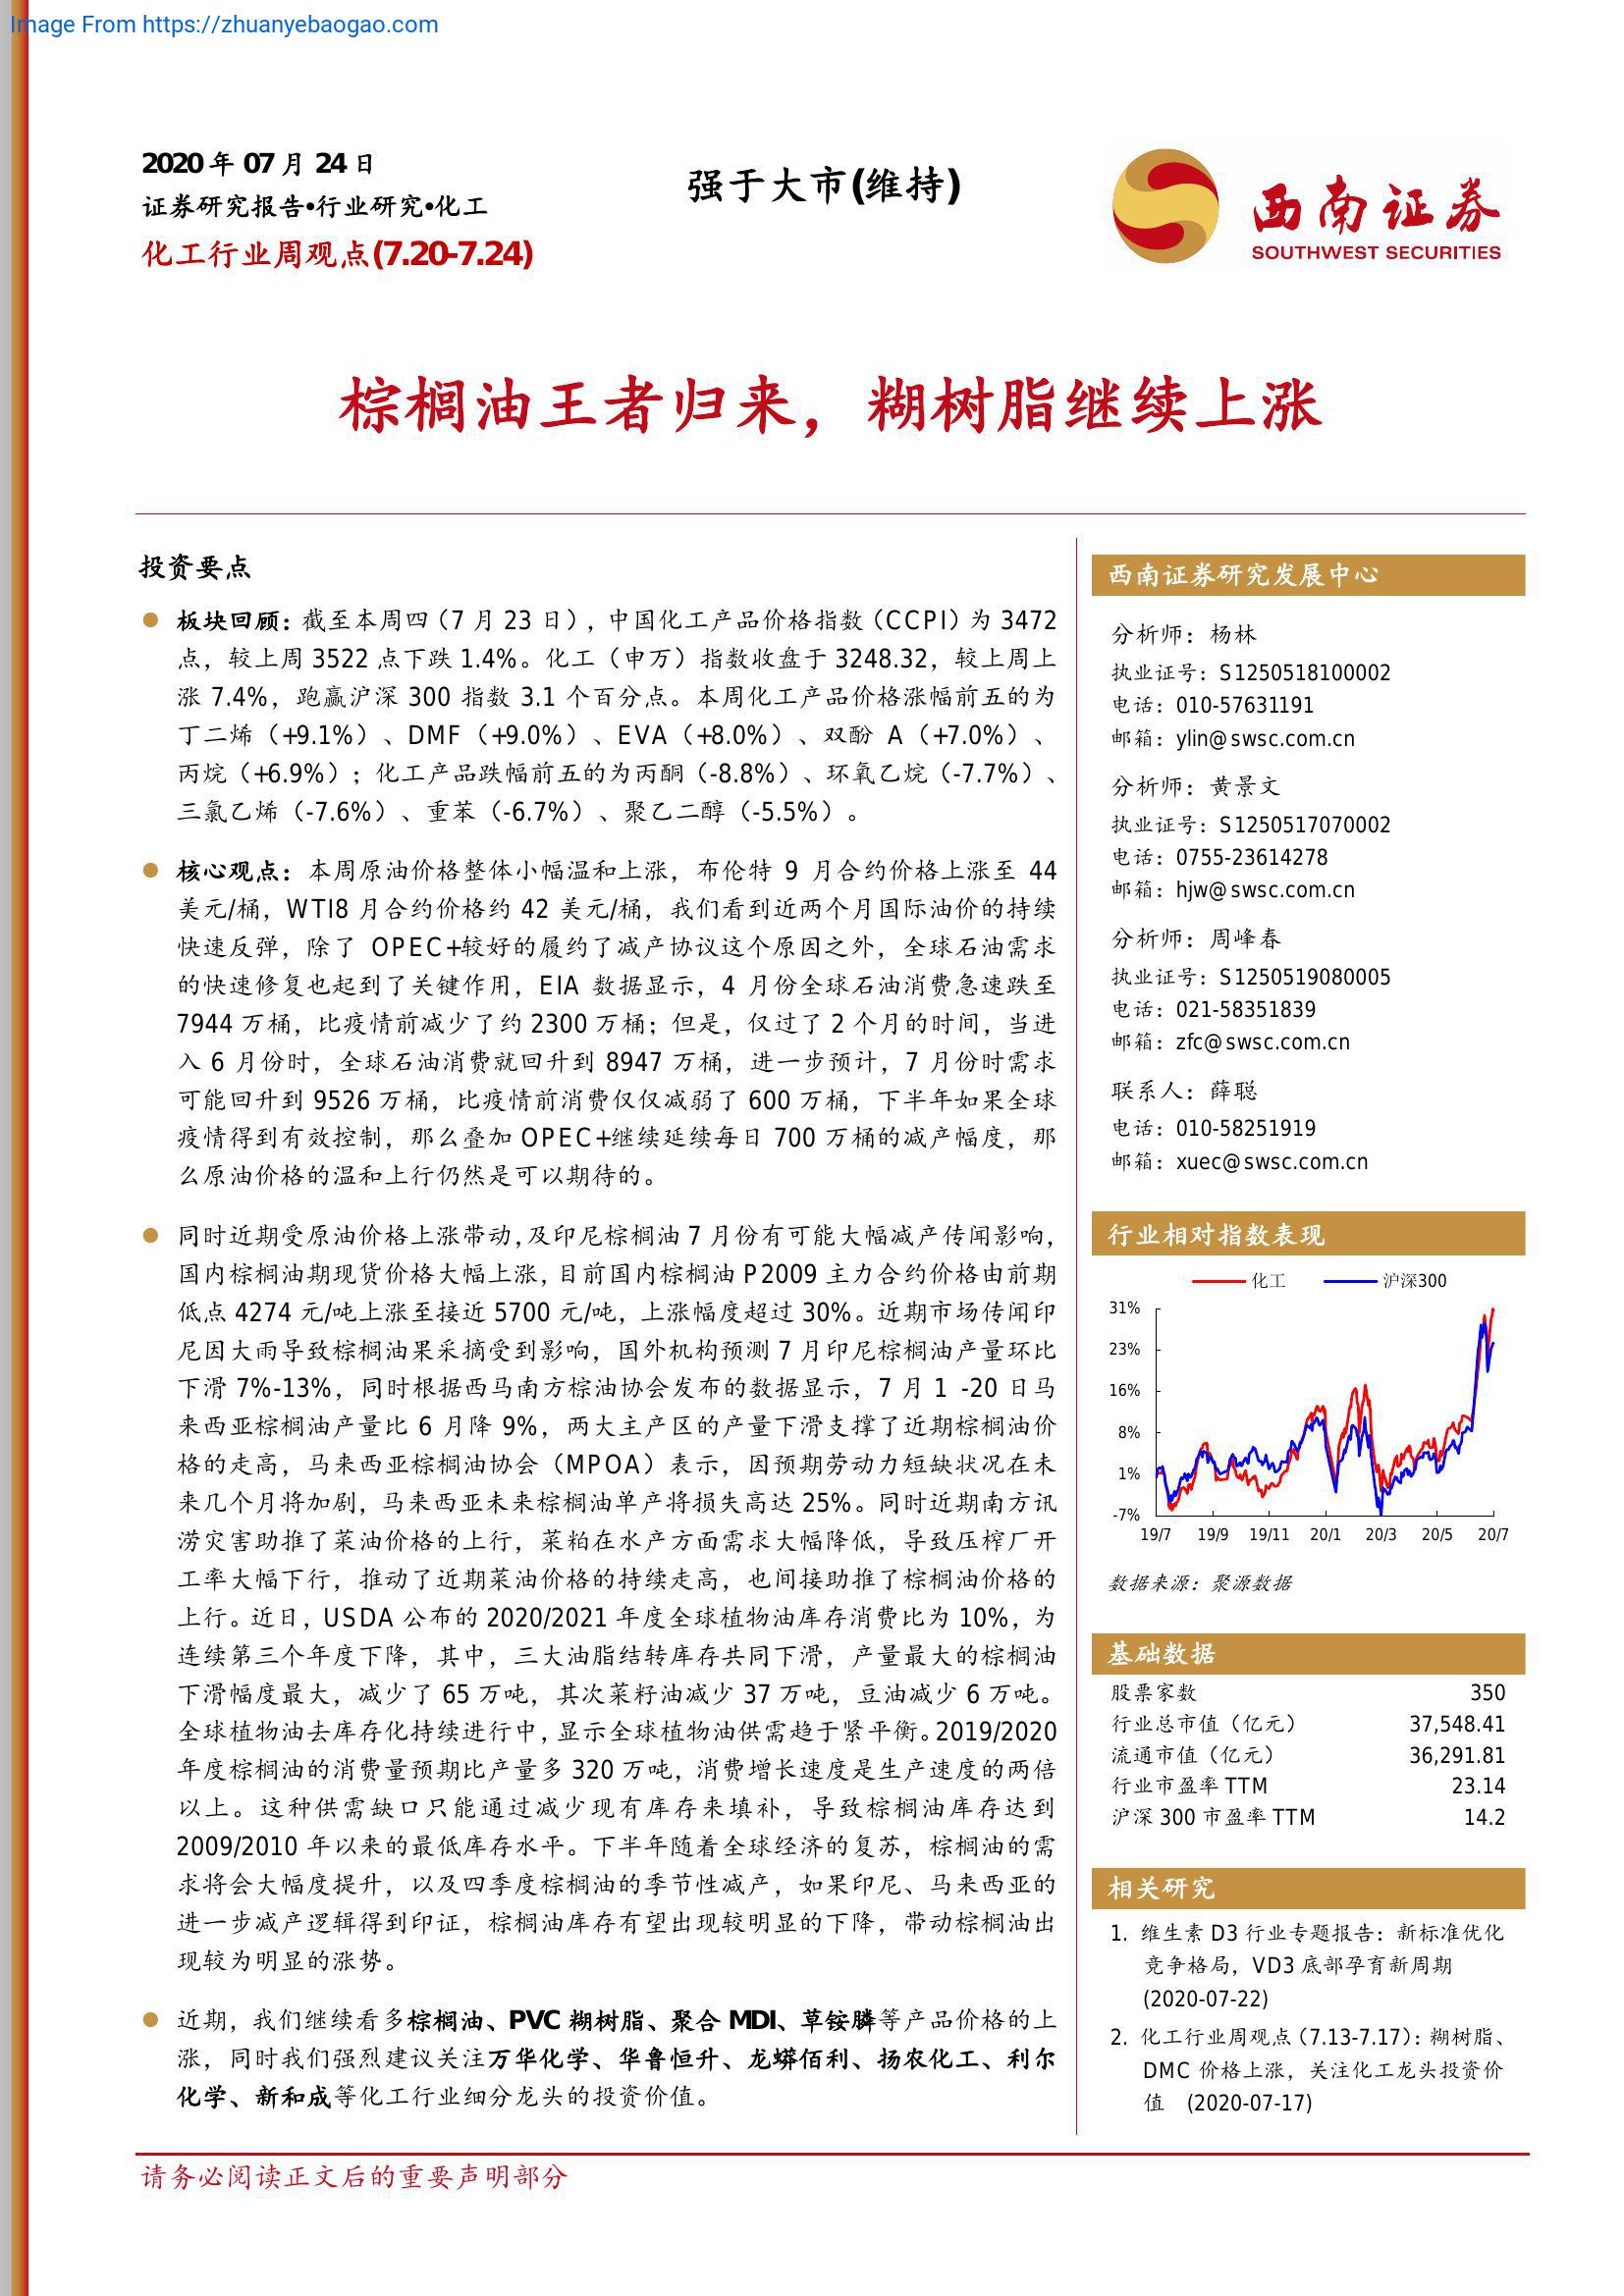 Image From https://zhuanyebaogao.com
2020 年 07 月 24 日
证券研究报告•行业研究•化工
化工行业周观点(7.20-7.24)
强于大市(维持)
西南证券
SOUTHWEST SECURITIES
棕榈油王者归来，糊树脂继续上涨
投资要点
板块回顾：截至本周四（7 月 23 日），中国化工产品价格指数（CCPI）为 3472
点，较上周 3522 点下跌 1.4%。化工（申万）指数收盘于 3248.32，较上周上
涨 7.4%，跑赢沪深 300 指数 3.1 个百分点。本周化工产品价格涨幅前五的为
丁二烯（+9.1%）、DMF（+9.0%）、EVA（+8.0%）、双酚 A（+7.0%）、
丙烷（+6.9%）；化工产品跌幅前五的为丙酮（-8.8%）、环氧乙烷（-7.7%）、
三氯乙烯（-7.6%）、重苯（-6.7%）、聚乙二醇（-5.5%）。
核心观点：本周原油价格整体小幅温和上涨，布伦特 9 月合约价格上涨至 44
美元/桶，WTI8 月合约价格约 42 美元/桶，我们看到近两个月国际油价的持续
快速反弹，除了 OPEC+较好的履约了减产协议这个原因之外，全球石油需求
的快速修复也起到了关键作用，EIA 数据显示，4 月份全球石油消费急速跌至
7944 万桶，比疫情前减少了约 2300 万桶；但是，仅过了 2 个月的时间，当进
入 6 月份时，全球石油消费就回升到 8947 万桶，进一步预计，7 月份时需求
可能回升到 9526 万桶，比疫情前消费仅仅减弱了 600 万桶，下半年如果全球
疫情得到有效控制，那么叠加 OPEC+继续延续每日 700 万桶的减产幅度，那
么原油价格的温和上行仍然是可以期待的。
同时近期受原油价格上涨带动，及印尼棕榈油 7 月份有可能大幅减产传闻影响，
国内棕榈油期现货价格大幅上涨，目前国内棕榈油 P2009 主力合约价格由前期
低点 4274 元/吨上涨至接近 5700 元/吨，上涨幅度超过 30%。近期市场传闻印
尼因大雨导致棕榈油果采摘受到影响，国外机构预测 7 月印尼棕榈油产量环比
下滑 7%-13%，同时根据西马南方棕油协会发布的数据显示，7 月 1 -20 日马
来西亚棕榈油产量比 6 月降 9%，两大主产区的产量下滑支撑了近期棕榈油价
格的走高，马来西亚棕榈油协会（MPOA）表示，因预期劳动力短缺状况在未
来几个月将加剧，马来西亚未来棕榈油单产将损失高达 25%。同时近期南方讯
涝灾害助推了菜油价格的上行，菜粕在水产方面需求大幅降低，导致压榨厂开
工率大幅下行，推动了近期菜油价格的持续走高，也间接助推了棕榈油价格的
上行。近日，USDA 公布的 2020/2021 年度全球植物油库存消费比为 10%，为
连续第三个年度下降，其中，三大油脂结转库存共同下滑，产量最大的棕榈油
下滑幅度最大，减少了 65 万吨，其次菜籽油减少 37 万吨，豆油减少 6 万吨。
全球植物油去库存化持续进行中，显示全球植物油供需趋于紧平衡。2019/2020
年度棕榈油的消费量预期比产量多 320 万吨，消费增长速度是生产速度的两倍
以上。这种供需缺口只能通过减少现有库存来填补，导致棕榈油库存达到
2009/2010 年以来的最低库存水平。下半年随着全球经济的复苏，棕榈油的需
求将会大幅度提升，以及四季度棕榈油的季节性减产，如果印尼、马来西亚的
进一步减产逻辑得到印证，棕榈油库存有望出现较明显的下降，带动棕榈油出
现较为明显的涨势。
近期，我们继续看多棕榈油、PVC 糊树脂、聚合 MDI、草铵膦等产品价格的上
涨，同时我们强烈建议关注万华化学、华鲁恒升、龙蟒佰利、扬农化工、利尔
化学、新和成等化工行业细分龙头的投资价值。
西南证券研究发展中心
分析师：杨林
执业证号：S1250518100002
电话：010-57631191
邮箱：ylin@swsc.com.cn
分析师：黄景文
执业证号：S1250517070002
电话：0755-23614278
邮箱：hjw@swsc.com.cn
分析师：周峰春
执业证号：S1250519080005
电话：021-58351839
邮箱：zfc@swsc.com.cn
联系人：薛聪
电话：010-58251919
邮箱：xuec@swsc.com.cn
行业相对指数表现
化工 沪深300
31%
23%
16%
8%
1%
-7%
19/7 19/9 19/11 20/1 20/3 20/5 20/7
数据来源：聚源数据
基础数据
股票家数 350
行业总市值（亿元） 37,548.41
流通市值（亿元） 36,291.81
行业市盈率 TTM 23.14
沪深 300 市盈率 TTM 14.2
相关研究
1. 维生素 D3 行业专题报告：新标准优化
竞争格局，VD3 底部孕育新周期
(2020-07-22)
2. 化工行业周观点（7.13-7.17）：糊树脂、
DMC 价格上涨，关注化工龙头投资价
值 (2020-07-17)
请务必阅读正文后的重要声明部分